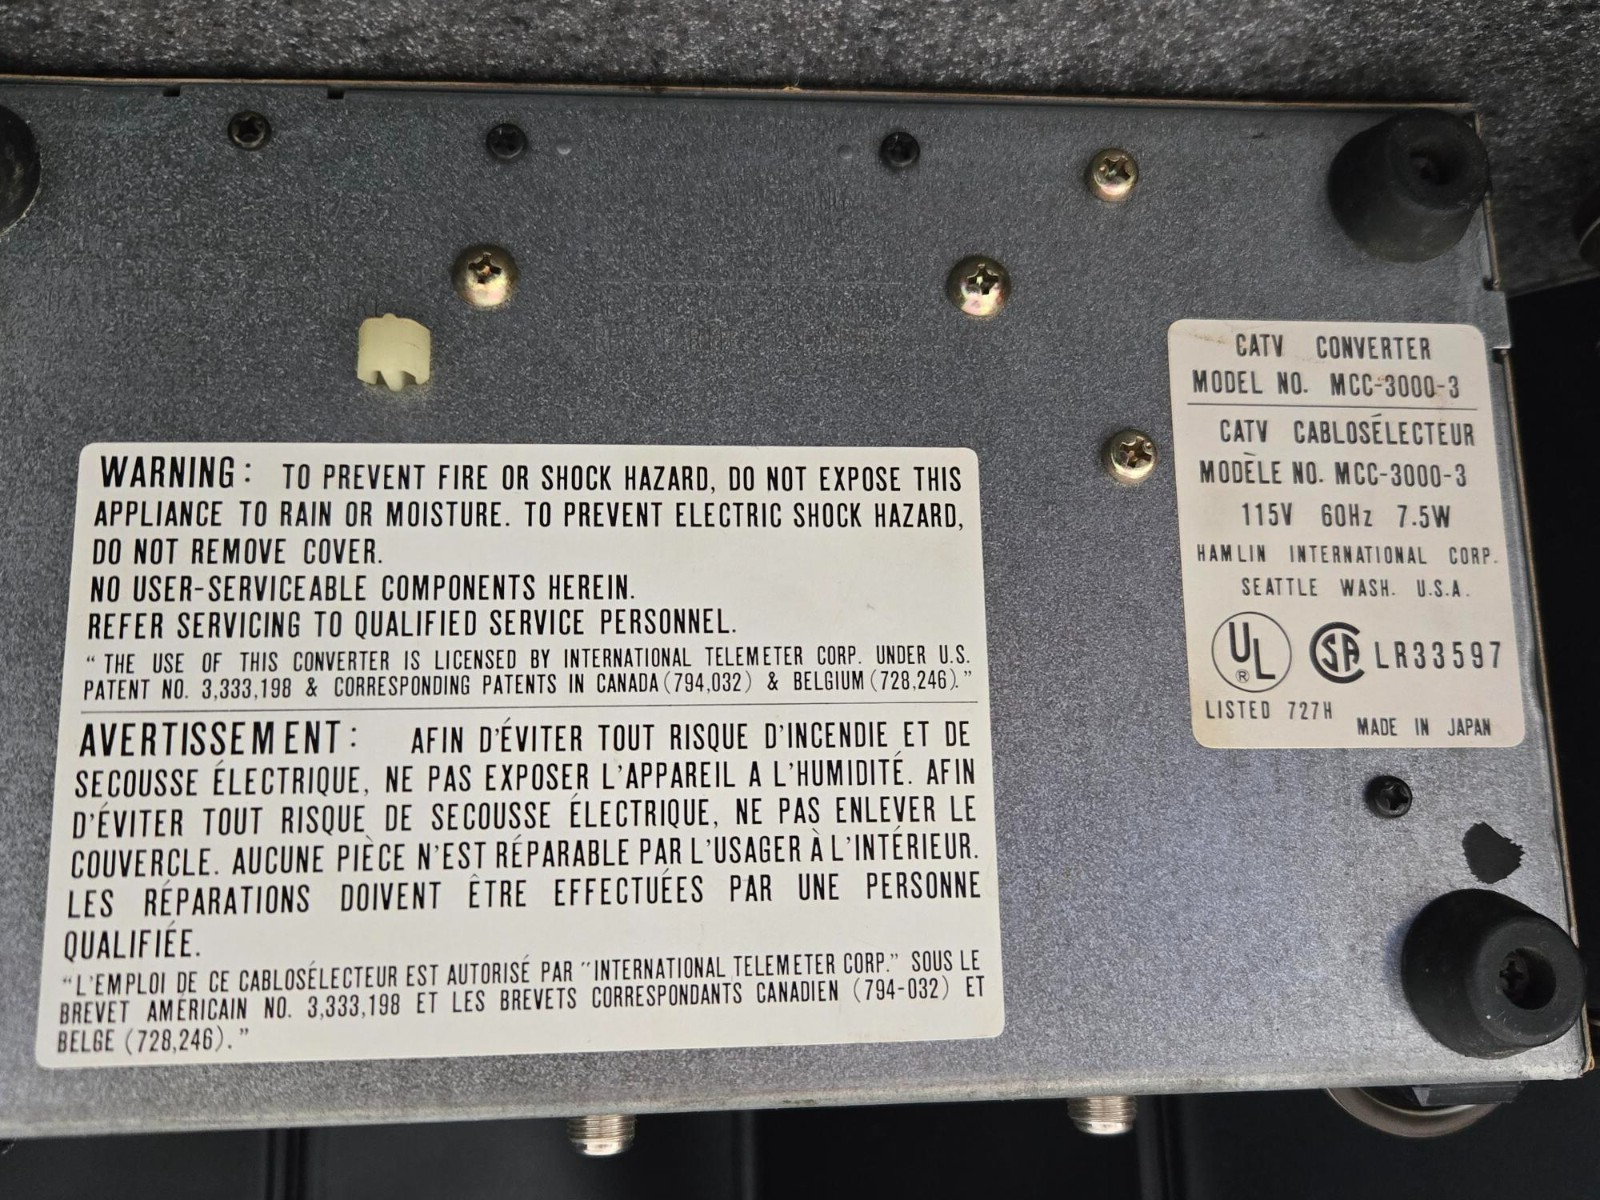 WARNING: TO PREVENT FIRE OR SHOCK HAZARD, DO NOT EXPOSE THIS
APPLIANCE TO RAIN OR MOISTURE. TO PREVENT ELECTRIC SHOCK HAZARD,
DO NOT REMOVE COVER.
NO USER-SERVICEABLE COMPONENTS HEREIN.
REFER SERVICING TO QUALIFIED SERVICE PERSONNEL.
"THE USE OF THIS CONVERTER IS LICENSED BY INTERNATIONAL TELEMETER CORP. UNDER U.S.
PATENT NO. 3,333,198 & CORRESPONDING PATENTS IN CANADA (794,032) & BELGIUM (728,246)."
AVERTISSEMENT: AFIN D'ÉVITER TOUT RISQUE D'INCENDIE ET DE
SECOUSSE ÉLECTRIQUE, NE PAS EXPOSER L'APPAREIL A L'HUMIDITÉ. AFIN
D'ÉVITER TOUT RISQUE DE SECOUSSE ÉLECTRIQUE, NE PAS ENLEVER LE
COUVERCLE. AUCUNE PIÈCE N'EST RÉPARABLE PAR L'USAGER À L'INTÉRIEUR.
LES RÉPARATIONS DOIVENT ÊTRE EFFECTUÉES PAR UNE PERSONNE
QUALIFIÉE.
"L'EMPLOI DE CE CABLOSÉLECTEUR EST AUTORISÉ PAR "INTERNATIONAL TELEMETER CORP." SOUS LE
BREVET AMÉRICAIN NO. 3,333,198 ET LES BREVETS CORRESPONDANTS CANADIEN (794-032) ET
BELGE (728,246)."
CATV CONVERTER
MODEL NO. MCC-3000-3
CATV CABLOSÉLECTEUR
MODÈLE NO. MCC-3000-3
115V 60Hz 7.5W
HAMLIN INTERNATIONAL CORP.
SEATTLE WASH. U.S.A.
UL ® CSA LR33597
LISTED 727H
MADE IN JAPAN